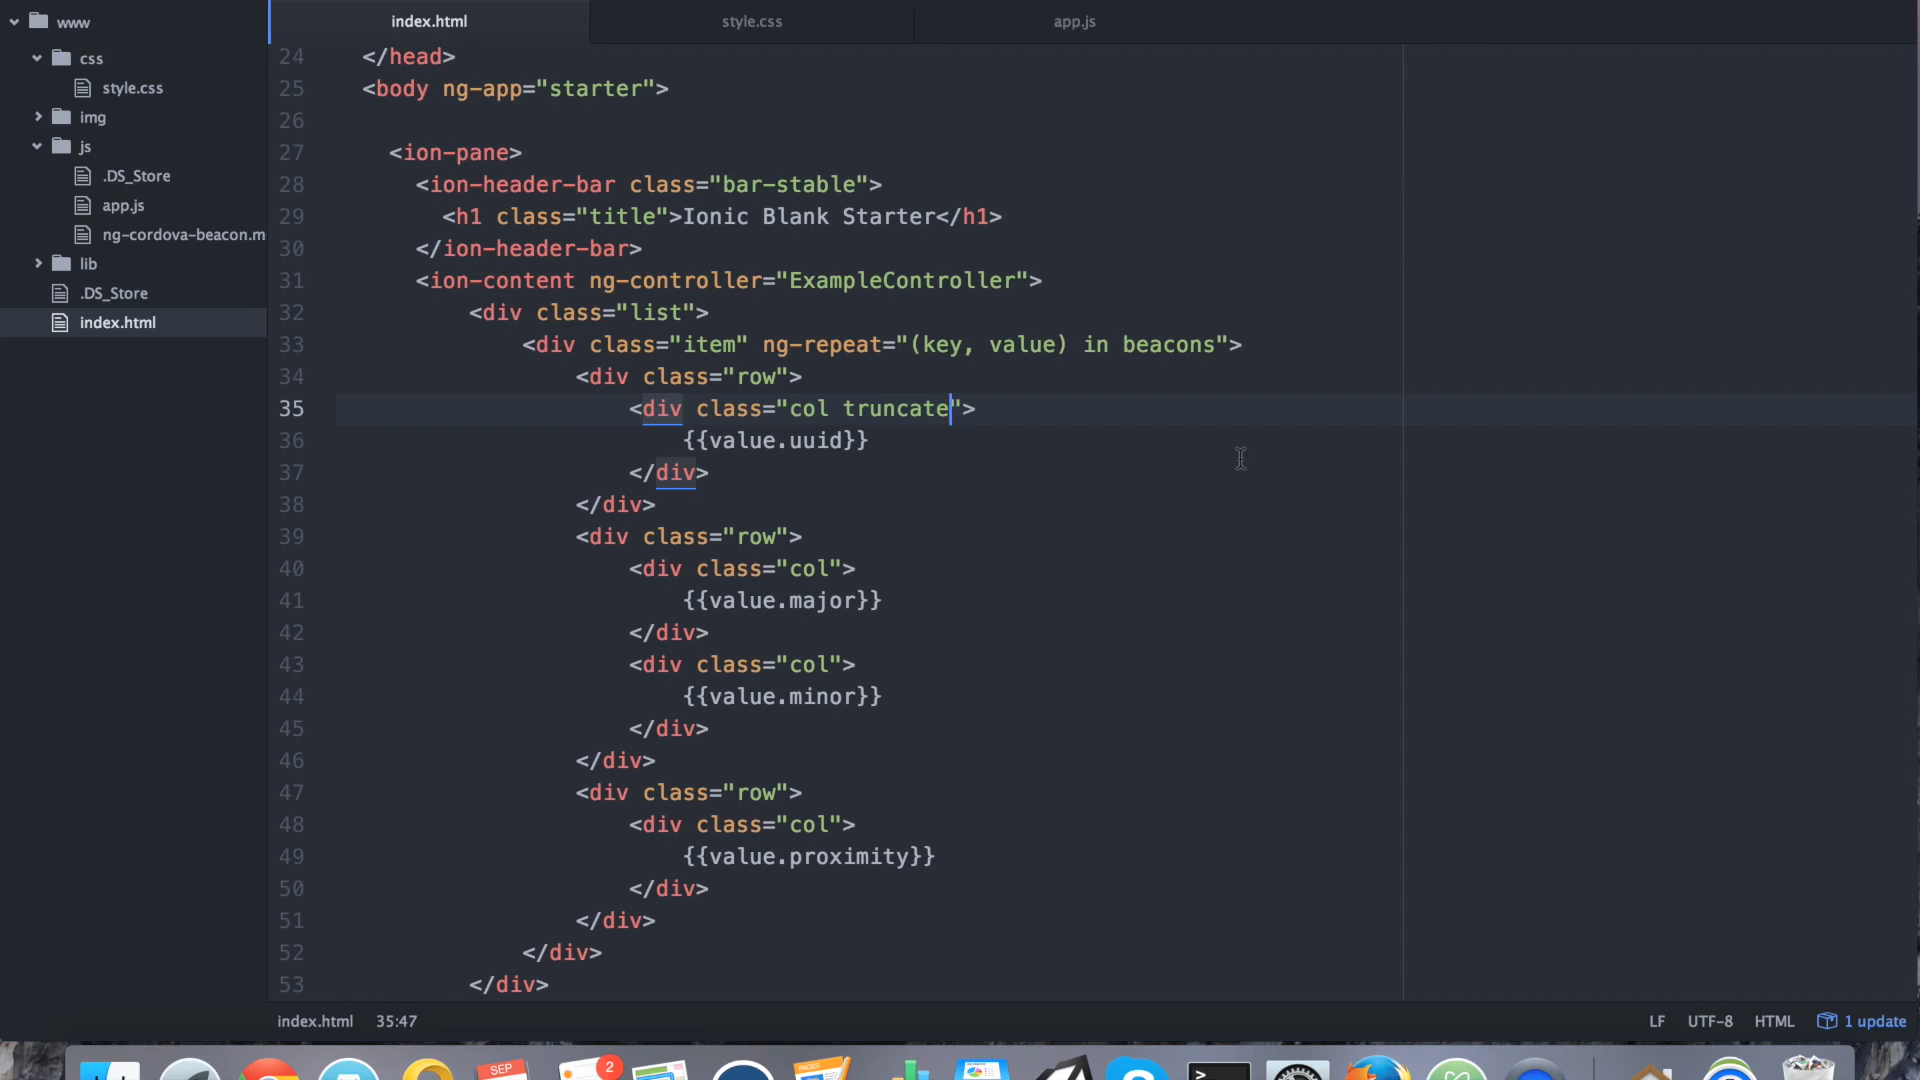 www
css
style.css
img
js
.DS_Store
app.js
ng-cordova-beacon.m
lib
.DS_Store
index.html
index.html
style.css
app.js
24 </head>
25 <body ng-app="starter">
26
27 <ion-pane>
28 <ion-header-bar class="bar-stable">
29 <h1 class="title">Ionic Blank Starter</h1>
30 </ion-header-bar>
31 <ion-content ng-controller="ExampleController">
32 <div class="list">
33 <div class="item" ng-repeat="(key, value) in beacons">
34 <div class="row">
35 <div class="col truncate">
36 {{value.uuid}}
37 </div>
38 </div>
39 <div class="row">
40 <div class="col">
41 {{value.major}}
42 </div>
43 <div class="col">
44 {{value.minor}}
45 </div>
46 </div>
47 <div class="row">
48 <div class="col">
49 {{value.proximity}}
50 </div>
51 </div>
52 </div>
53 </div>
index.html 35:47
LF UTF-8 HTML 1 update
SEP
2